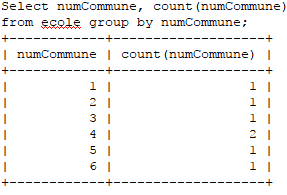 Select numCommune, count(numCommune)
from ecole group by numCommune;
+------------+-------------------+
| numCommune | count(numCommune) |
+------------+-------------------+
| 1 | 1 |
| 2 | 1 |
| 3 | 1 |
| 4 | 2 |
| 5 | 1 |
| 6 | 1 |
+------------+-------------------+